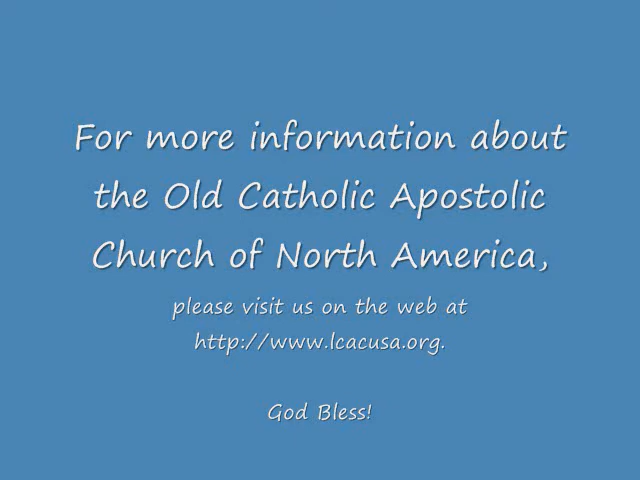 For more information about
the Old Catholic Apostolic
Church of North America,
please visit us on the web at
http://www.lcacusa.org.
God Bless!